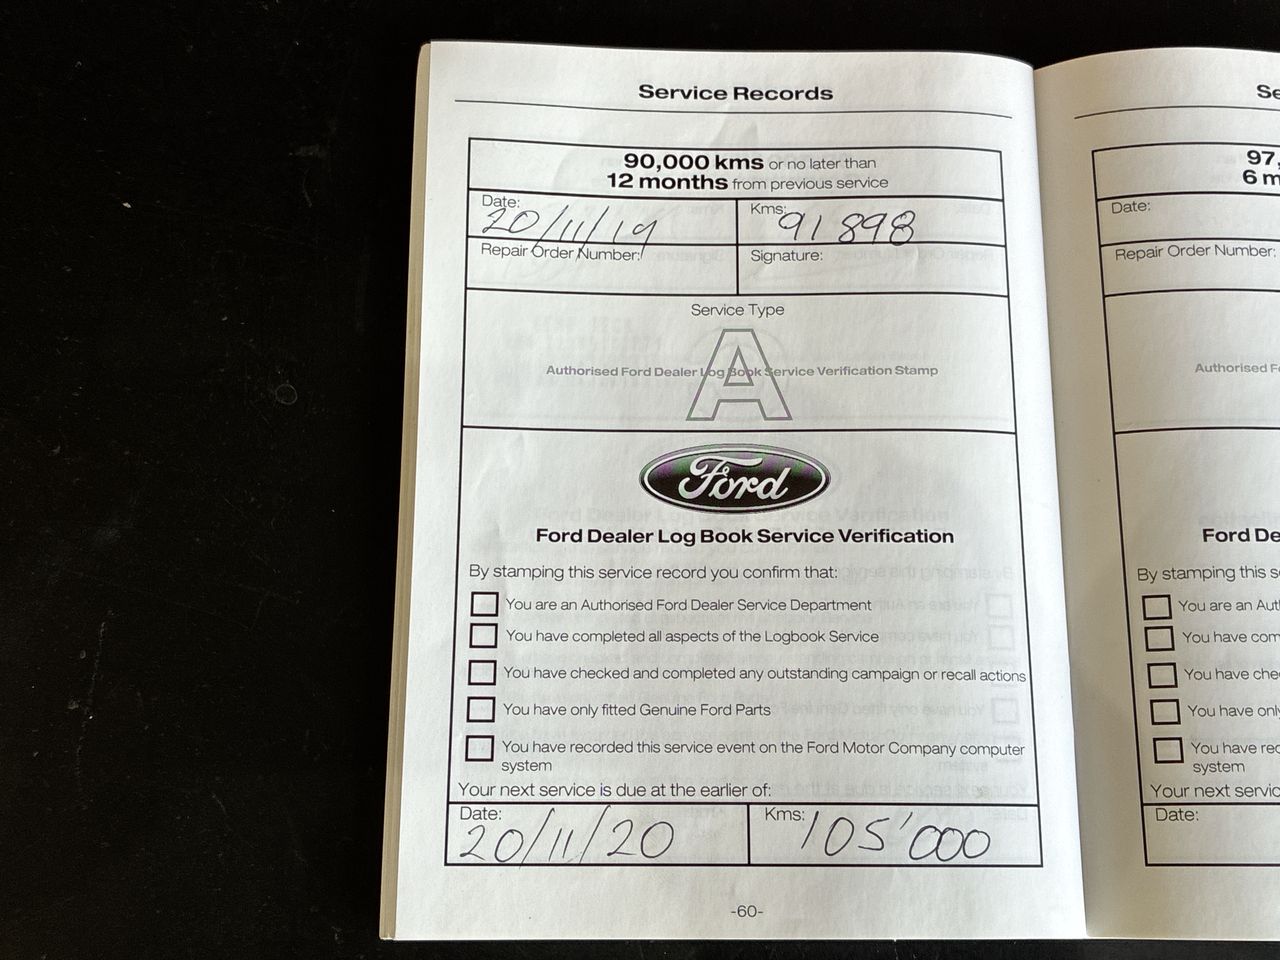 Service Records
90,000 kms or no later than
12 months from previous service
Date: 20/11/19
Kms: 91 898
Repair Order Number:
Signature:
Service Type
A
Authorised Ford Dealer Log Book Service Verification Stamp
Ford
Ford Dealer Log Book Service Verification
By stamping this service record you confirm that:
You are an Authorised Ford Dealer Service Department
You have completed all aspects of the Logbook Service
You have checked and completed any outstanding campaign or recall actions
You have only fitted Genuine Ford Parts
You have recorded this service event on the Ford Motor Company computer
system
Your next service is due at the earlier of:
Date: 20/11/20
Kms: 105'000
-60-
Se
97,
6 m
Date:
Repair Order Number:
Authorised Fo
Ford De
By stamping this s
You are an Aut
You have com
You have che
You have only
You have rec
system
Your next servic
Date: